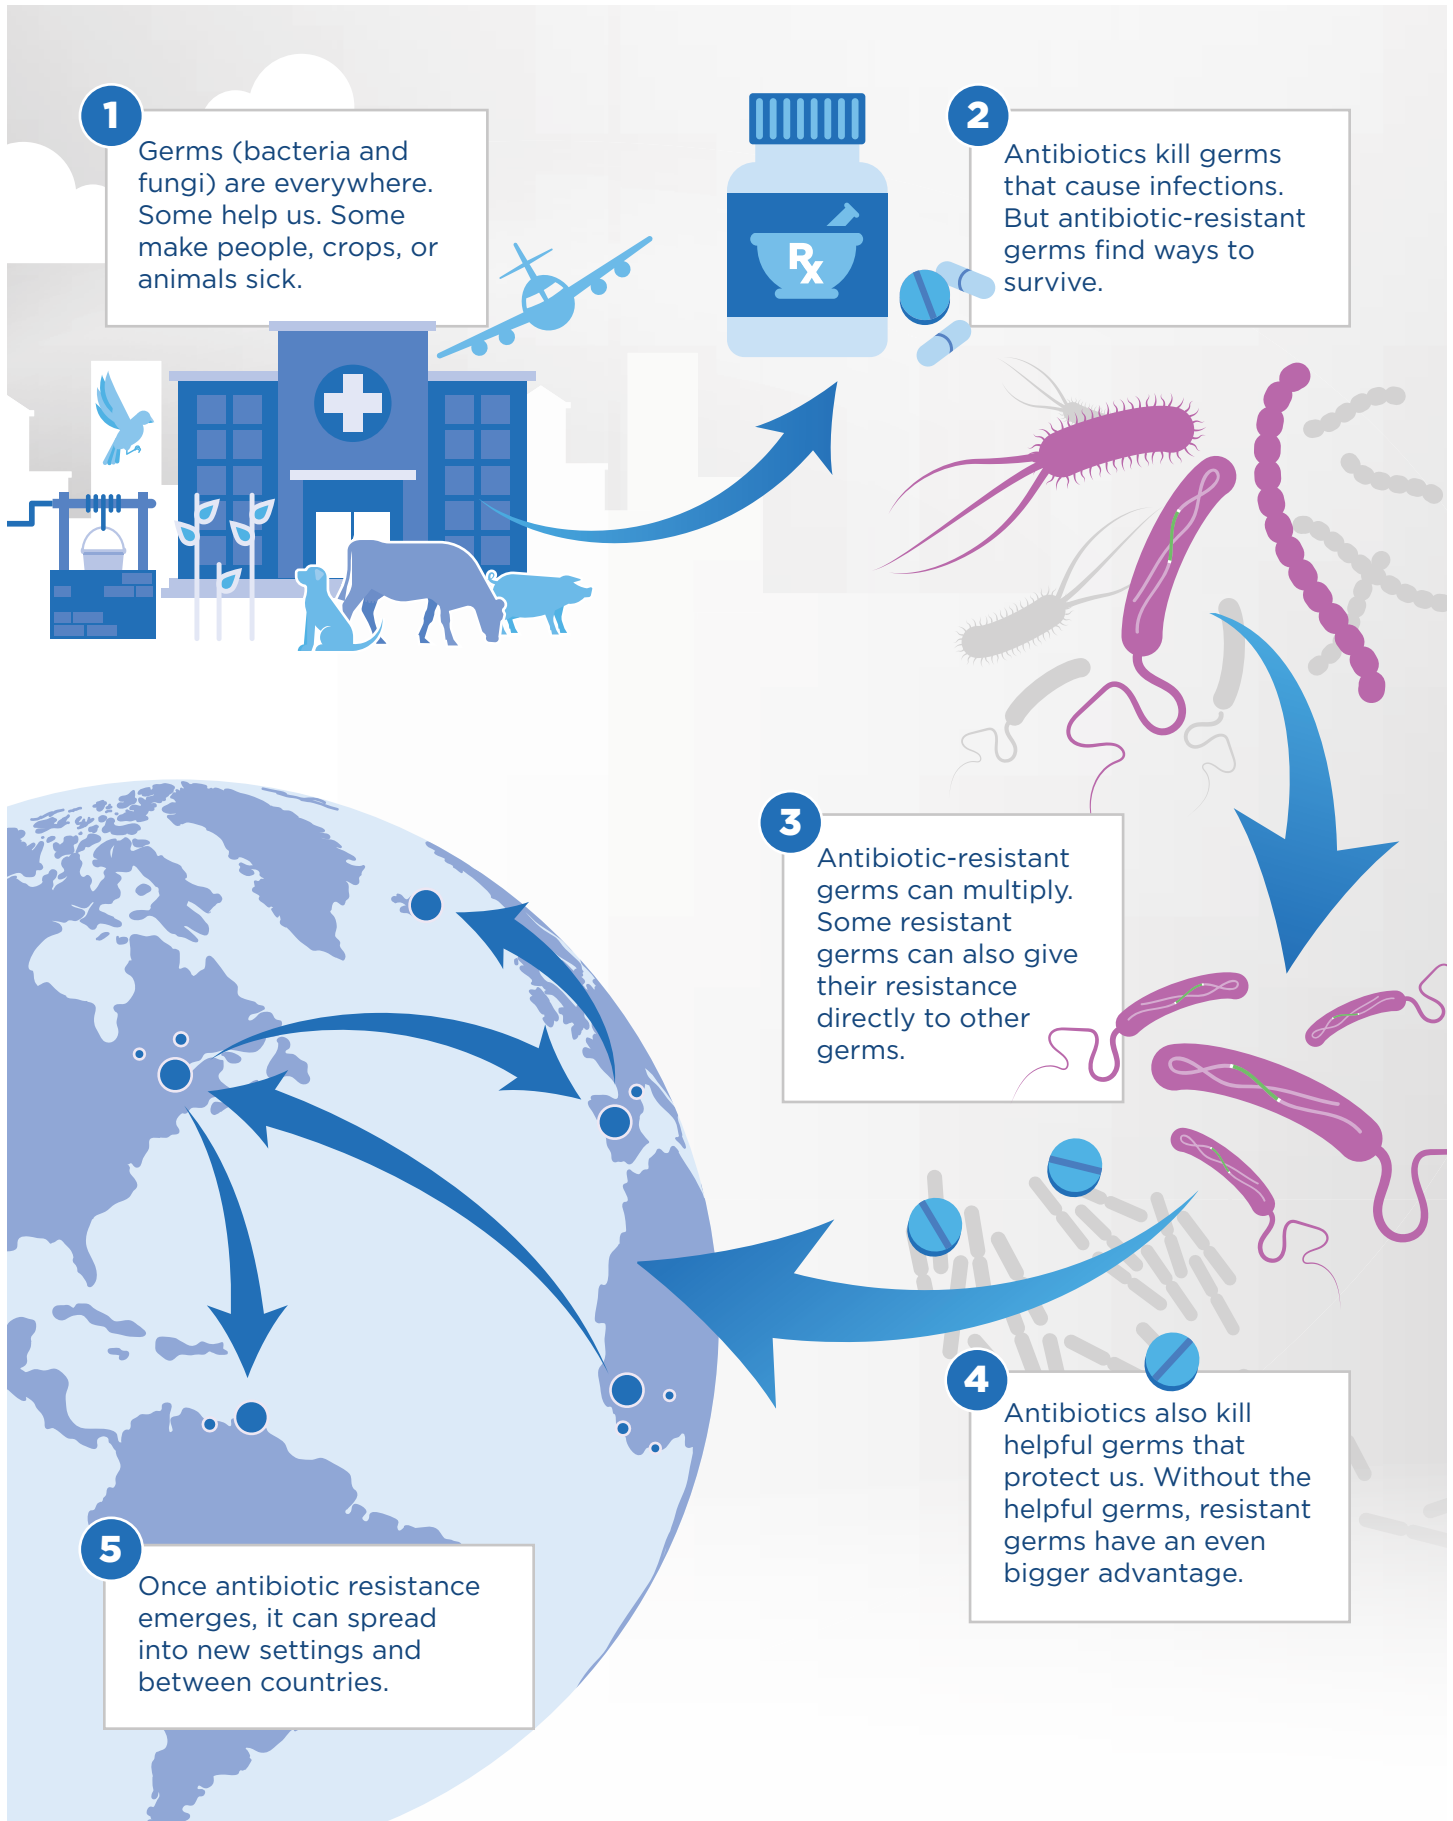 1
Germs (bacteria and
fungi) are everywhere.
Some help us. Some
make people, crops, or
animals sick.
Rx
2
Antibiotics kill germs
that cause infections.
But antibiotic-resistant
germs find ways to
survive.
3
Antibiotic-resistant
germs can multiply.
Some resistant
germs can also give
their resistance
directly to other
germs.
4
Antibiotics also kill
helpful germs that
protect us. Without the
helpful germs, resistant
germs have an even
bigger advantage.
5
Once antibiotic resistance
emerges, it can spread
into new settings and
between countries.